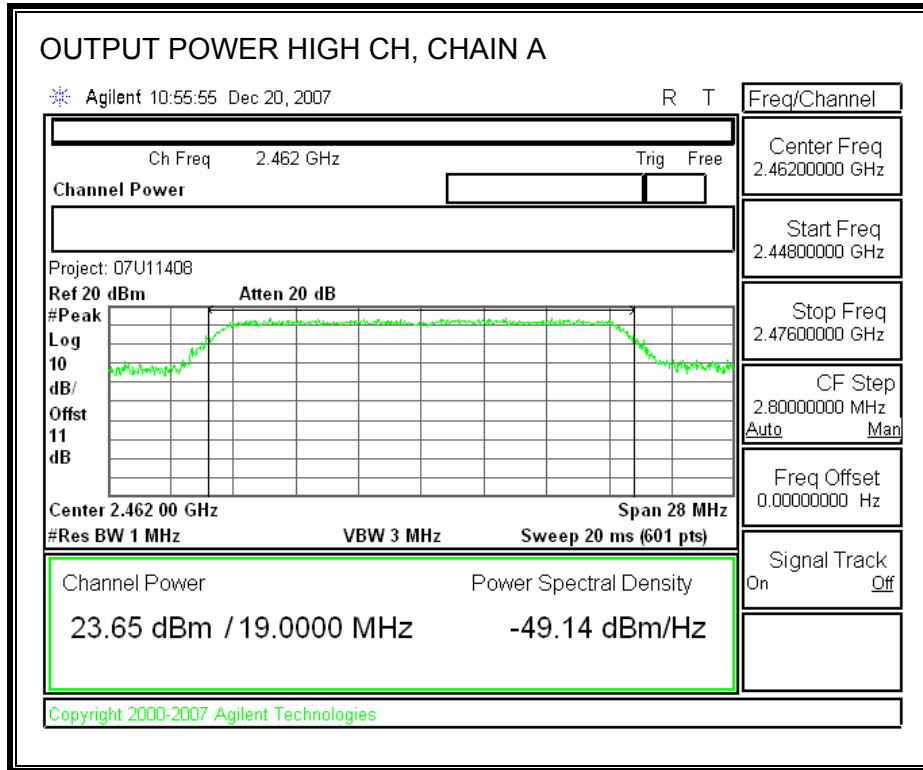 OUTPUT POWER HIGH CH, CHAIN A
Agilent 10:55:55 Dec 20, 2007 R T
Freq/Channel
Ch Freq 2.462 GHz Trig Free
Channel Power
Center Freq
2.46200000 GHz
Start Freq
2.44800000 GHz
Stop Freq
2.47600000 GHz
CF Step
2.80000000 MHz
Auto Man
Freq Offset
0.00000000 Hz
Signal Track
On Off
Project: 07U11408
Ref 20 dBm Atten 20 dB
#Peak
Log
10
dB/
Offst
11
dB
Center 2.462 00 GHz Span 28 MHz
#Res BW 1 MHz VBW 3 MHz Sweep 20 ms (601 pts)
Channel Power Power Spectral Density
23.65 dBm / 19.0000 MHz -49.14 dBm/Hz
Copyright 2000-2007 Agilent Technologies